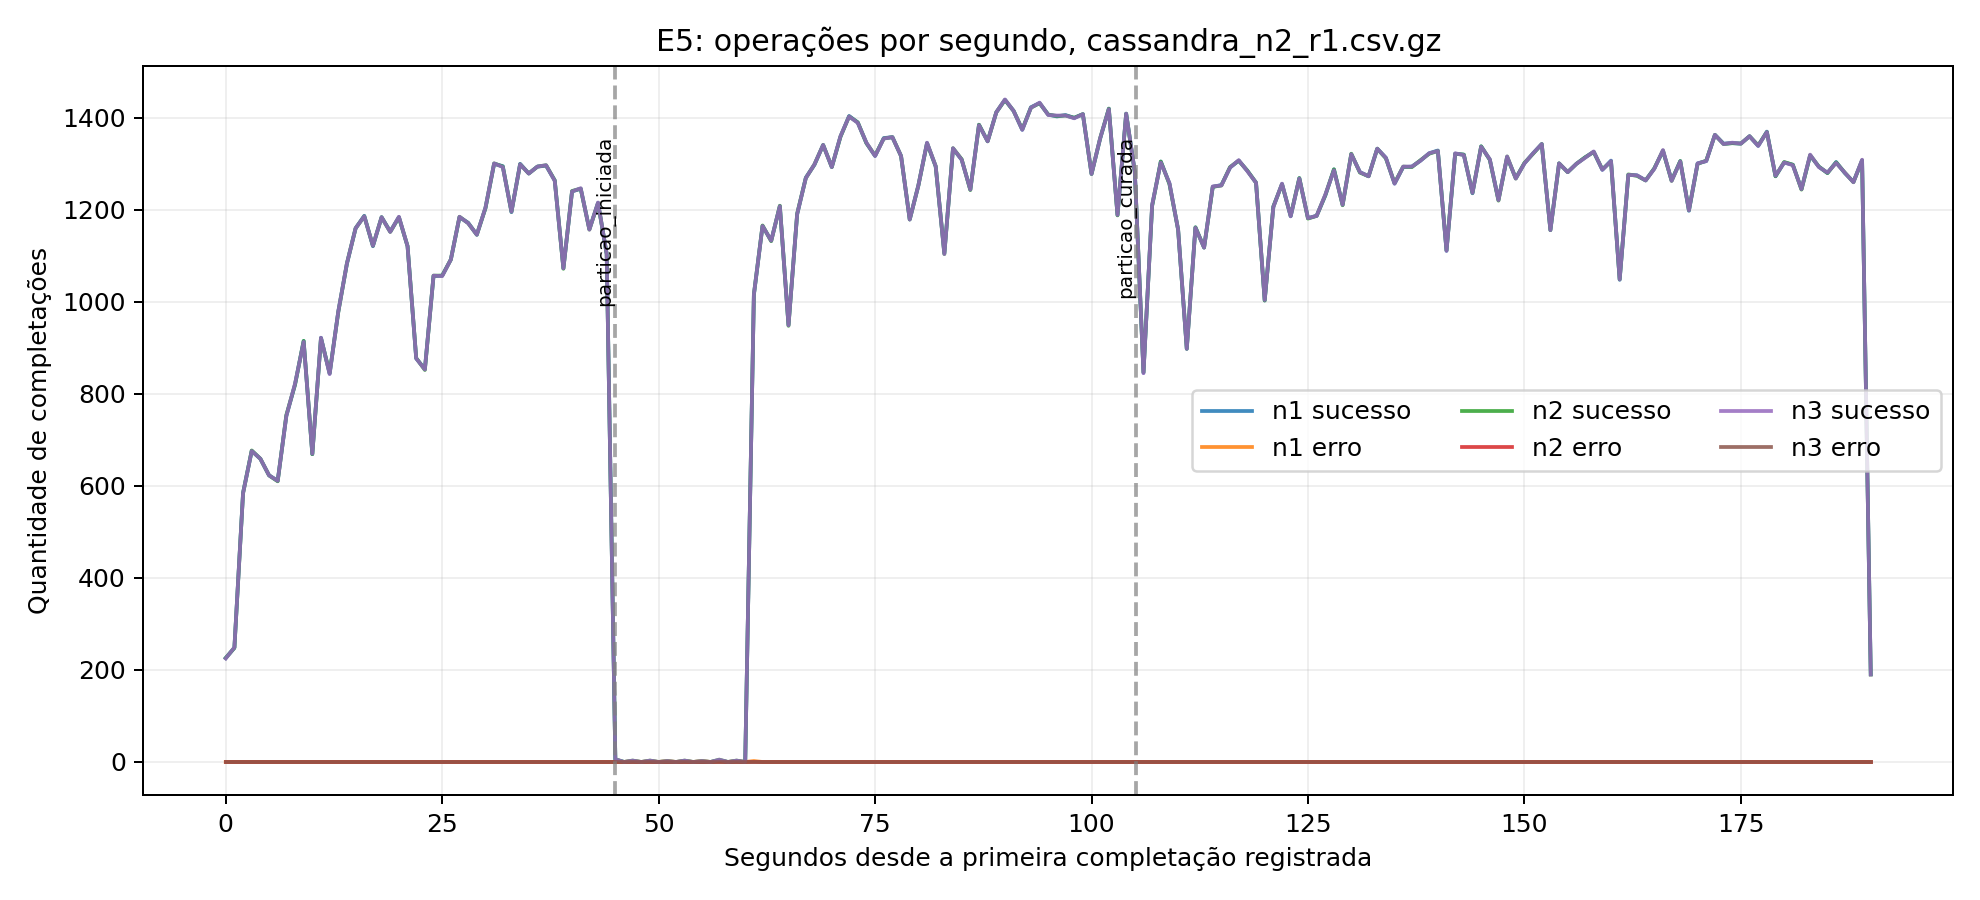 E5: operações por segundo, cassandra_n2_r1.csv.gz
Quantidade de completações
1400
1200
1000
800
600
400
200
0
particao_iniciada
particao_curada
n1 sucesso
n2 sucesso
n3 sucesso
n1 erro
n2 erro
n3 erro
0
25
50
75
100
125
150
175
Segundos desde a primeira completação registrada